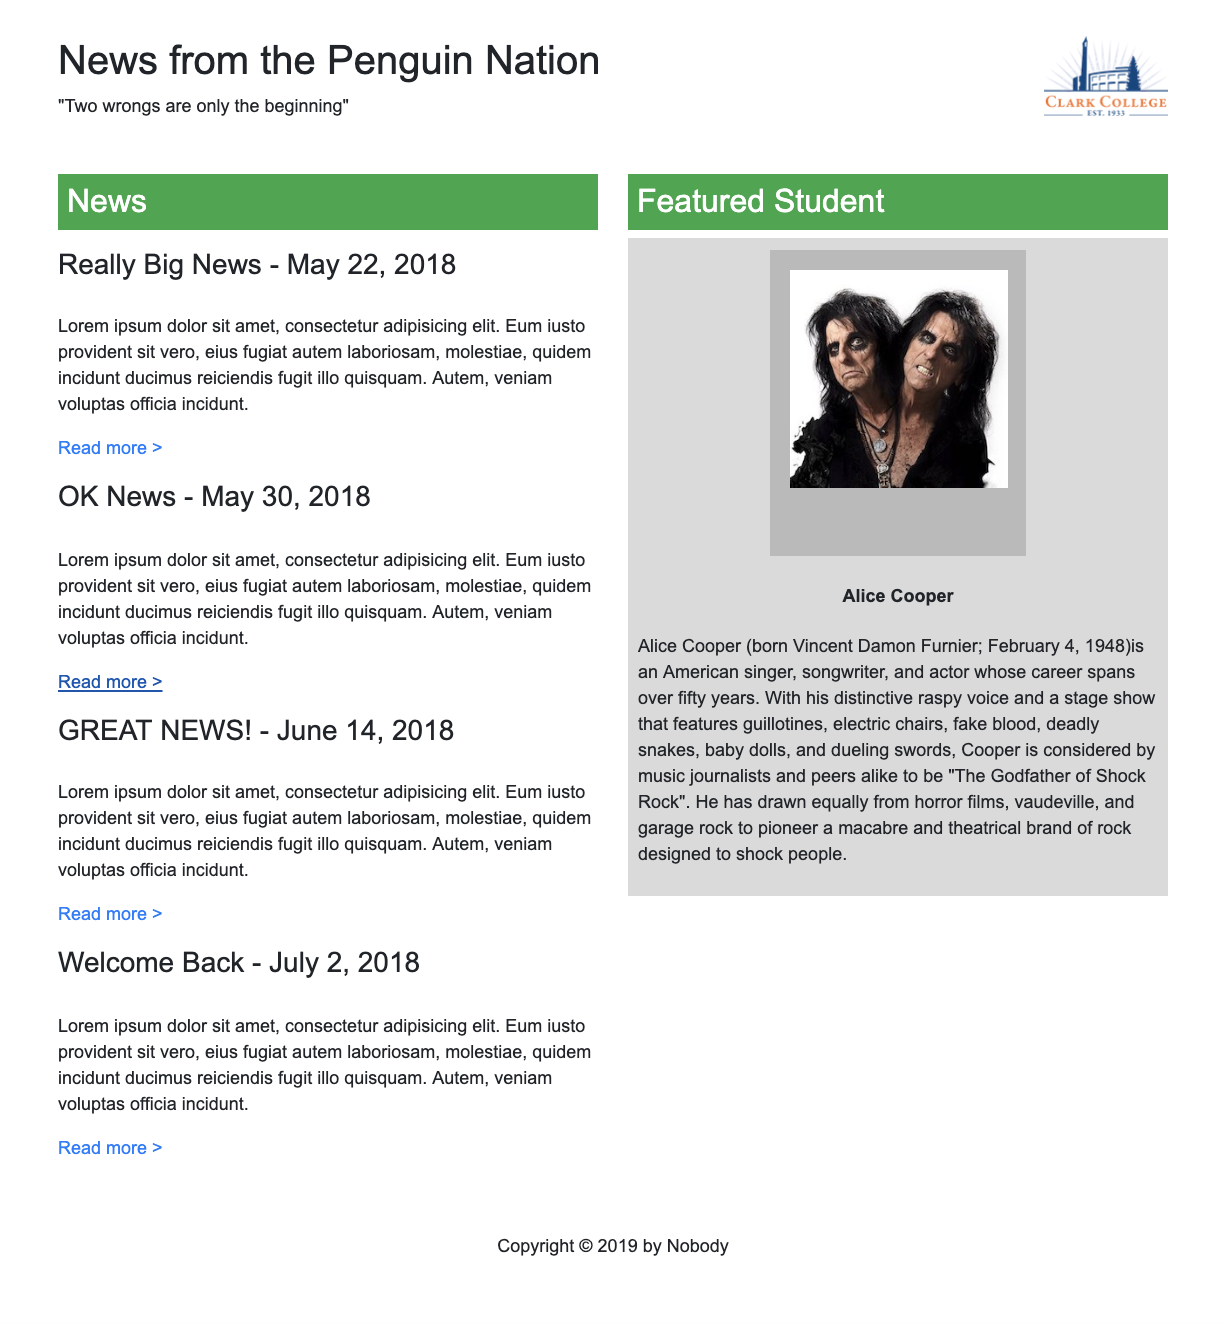 News from the Penguin Nation
"Two wrongs are only the beginning"
CLARK COLLEGE
EST. 1933
News
Really Big News - May 22, 2018
Lorem ipsum dolor sit amet, consectetur adipisicing elit. Eum iusto
provident sit vero, eius fugiat autem laboriosam, molestiae, quidem
incidunt ducimus reiciendis fugit illo quisquam. Autem, veniam
voluptas officia incidunt.
Read more >
OK News - May 30, 2018
Lorem ipsum dolor sit amet, consectetur adipisicing elit. Eum iusto
provident sit vero, eius fugiat autem laboriosam, molestiae, quidem
incidunt ducimus reiciendis fugit illo quisquam. Autem, veniam
voluptas officia incidunt.
Read more >
GREAT NEWS! - June 14, 2018
Lorem ipsum dolor sit amet, consectetur adipisicing elit. Eum iusto
provident sit vero, eius fugiat autem laboriosam, molestiae, quidem
incidunt ducimus reiciendis fugit illo quisquam. Autem, veniam
voluptas officia incidunt.
Read more >
Welcome Back - July 2, 2018
Lorem ipsum dolor sit amet, consectetur adipisicing elit. Eum iusto
provident sit vero, eius fugiat autem laboriosam, molestiae, quidem
incidunt ducimus reiciendis fugit illo quisquam. Autem, veniam
voluptas officia incidunt.
Read more >
Featured Student
Alice Cooper
Alice Cooper (born Vincent Damon Furnier; February 4, 1948)is
an American singer, songwriter, and actor whose career spans
over fifty years. With his distinctive raspy voice and a stage show
that features guillotines, electric chairs, fake blood, deadly
snakes, baby dolls, and dueling swords, Cooper is considered by
music journalists and peers alike to be "The Godfather of Shock
Rock". He has drawn equally from horror films, vaudeville, and
garage rock to pioneer a macabre and theatrical brand of rock
designed to shock people.
Copyright © 2019 by Nobody